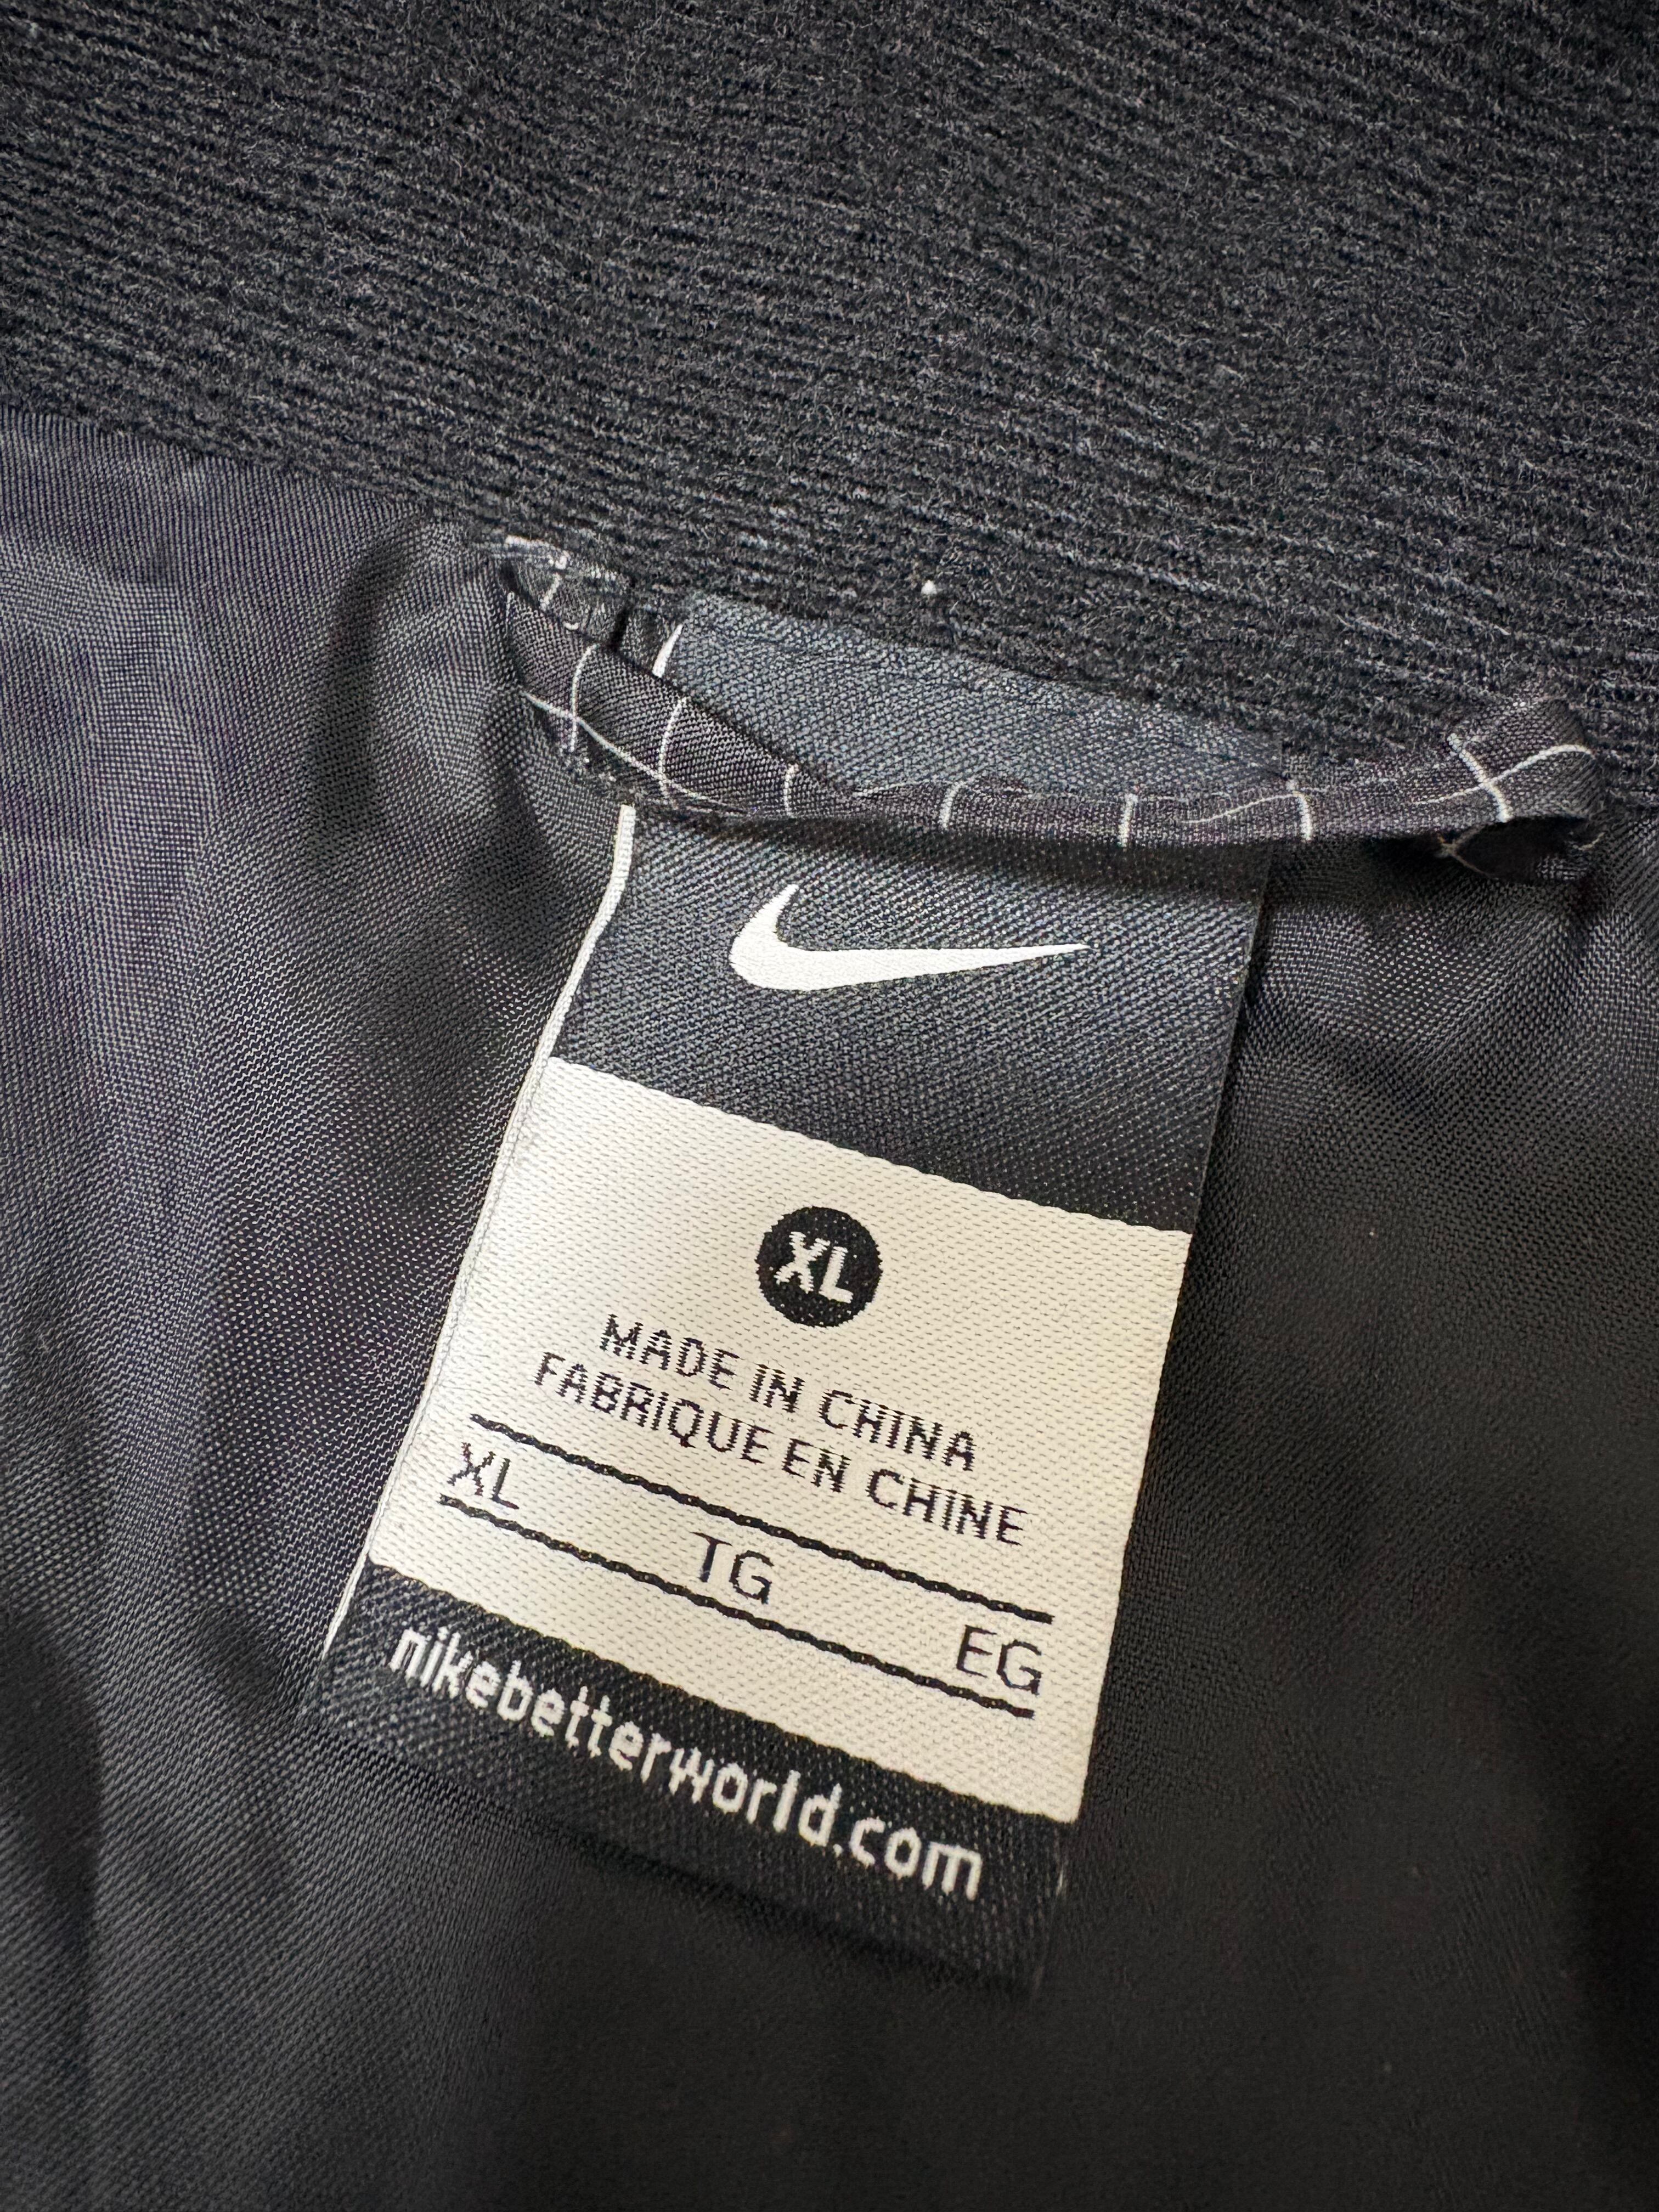 XL
MADE IN CHINA
FABRIQUE EN CHINE
XL TG EG
nikebetterworld.com